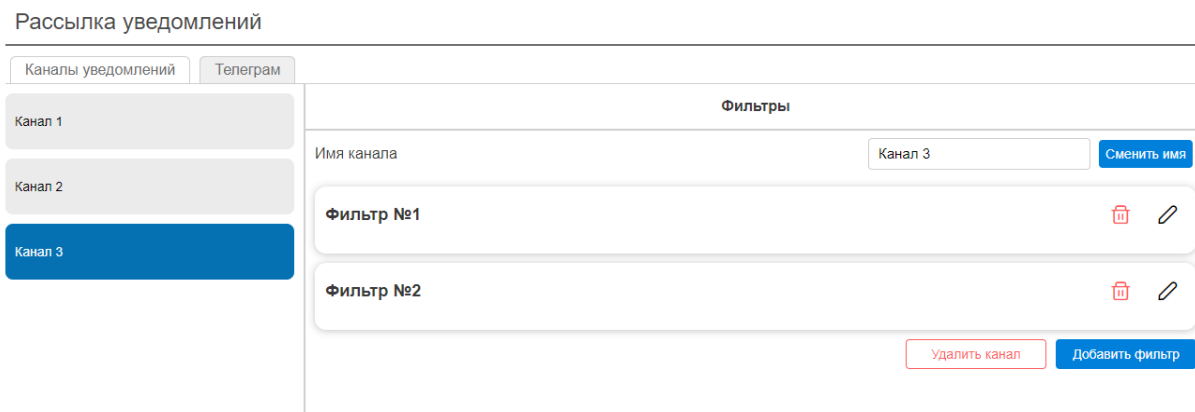 Рассылка уведомлений
Каналы уведомлений Телеграм
Канал 1
Канал 2
Канал 3
Фильтры
Имя канала Канал 3 Сменить имя
Фильтр №1
Фильтр №2
Удалить канал Добавить фильтр